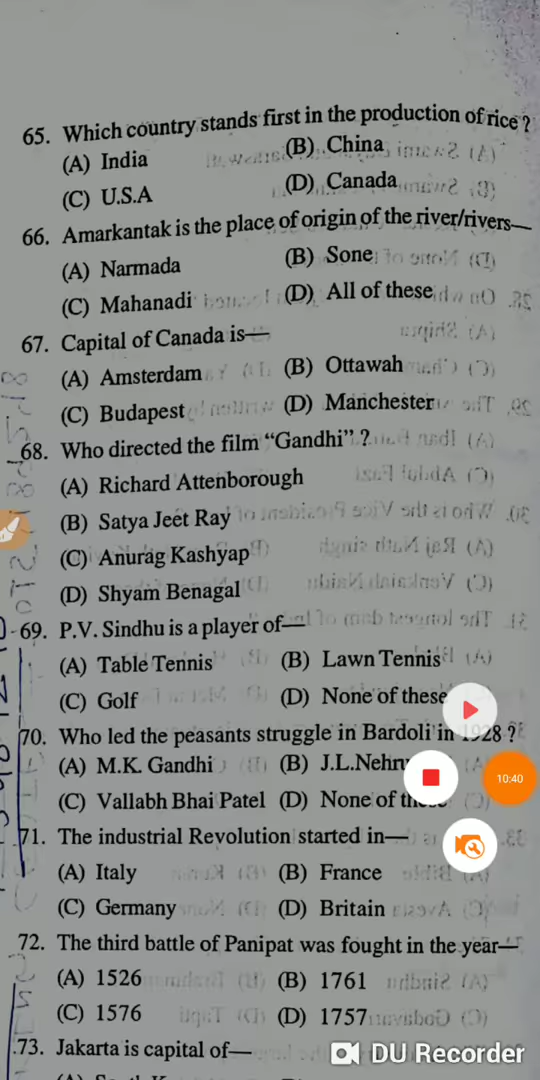 65. Which country stands first in the production of rice ?
(A) India (B) China
(C) U.S.A (D) Canada
66. Amarkantak is the place of origin of the river/rivers—
(A) Narmada (B) Sone
(C) Mahanadi (D) All of these
67. Capital of Canada is—
(A) Amsterdam (B) Ottawah
(C) Budapest (D) Manchester
68. Who directed the film “Gandhi” ?
(A) Richard Attenborough
(B) Satya Jeet Ray
(C) Anurag Kashyap
(D) Shyam Benagal
69. P.V. Sindhu is a player of—
(A) Table Tennis (B) Lawn Tennis
(C) Golf (D) None of these
70. Who led the peasants struggle in Bardoli in 1928 ?
(A) M.K. Gandhi (B) J.L.Nehru
(C) Vallabh Bhai Patel (D) None of these
10:40
71. The industrial Revolution started in—
(A) Italy (B) France
(C) Germany (D) Britain
72. The third battle of Panipat was fought in the year—
(A) 1526 (B) 1761
(C) 1576 (D) 1757
73. Jakarta is capital of—
DU Recorder